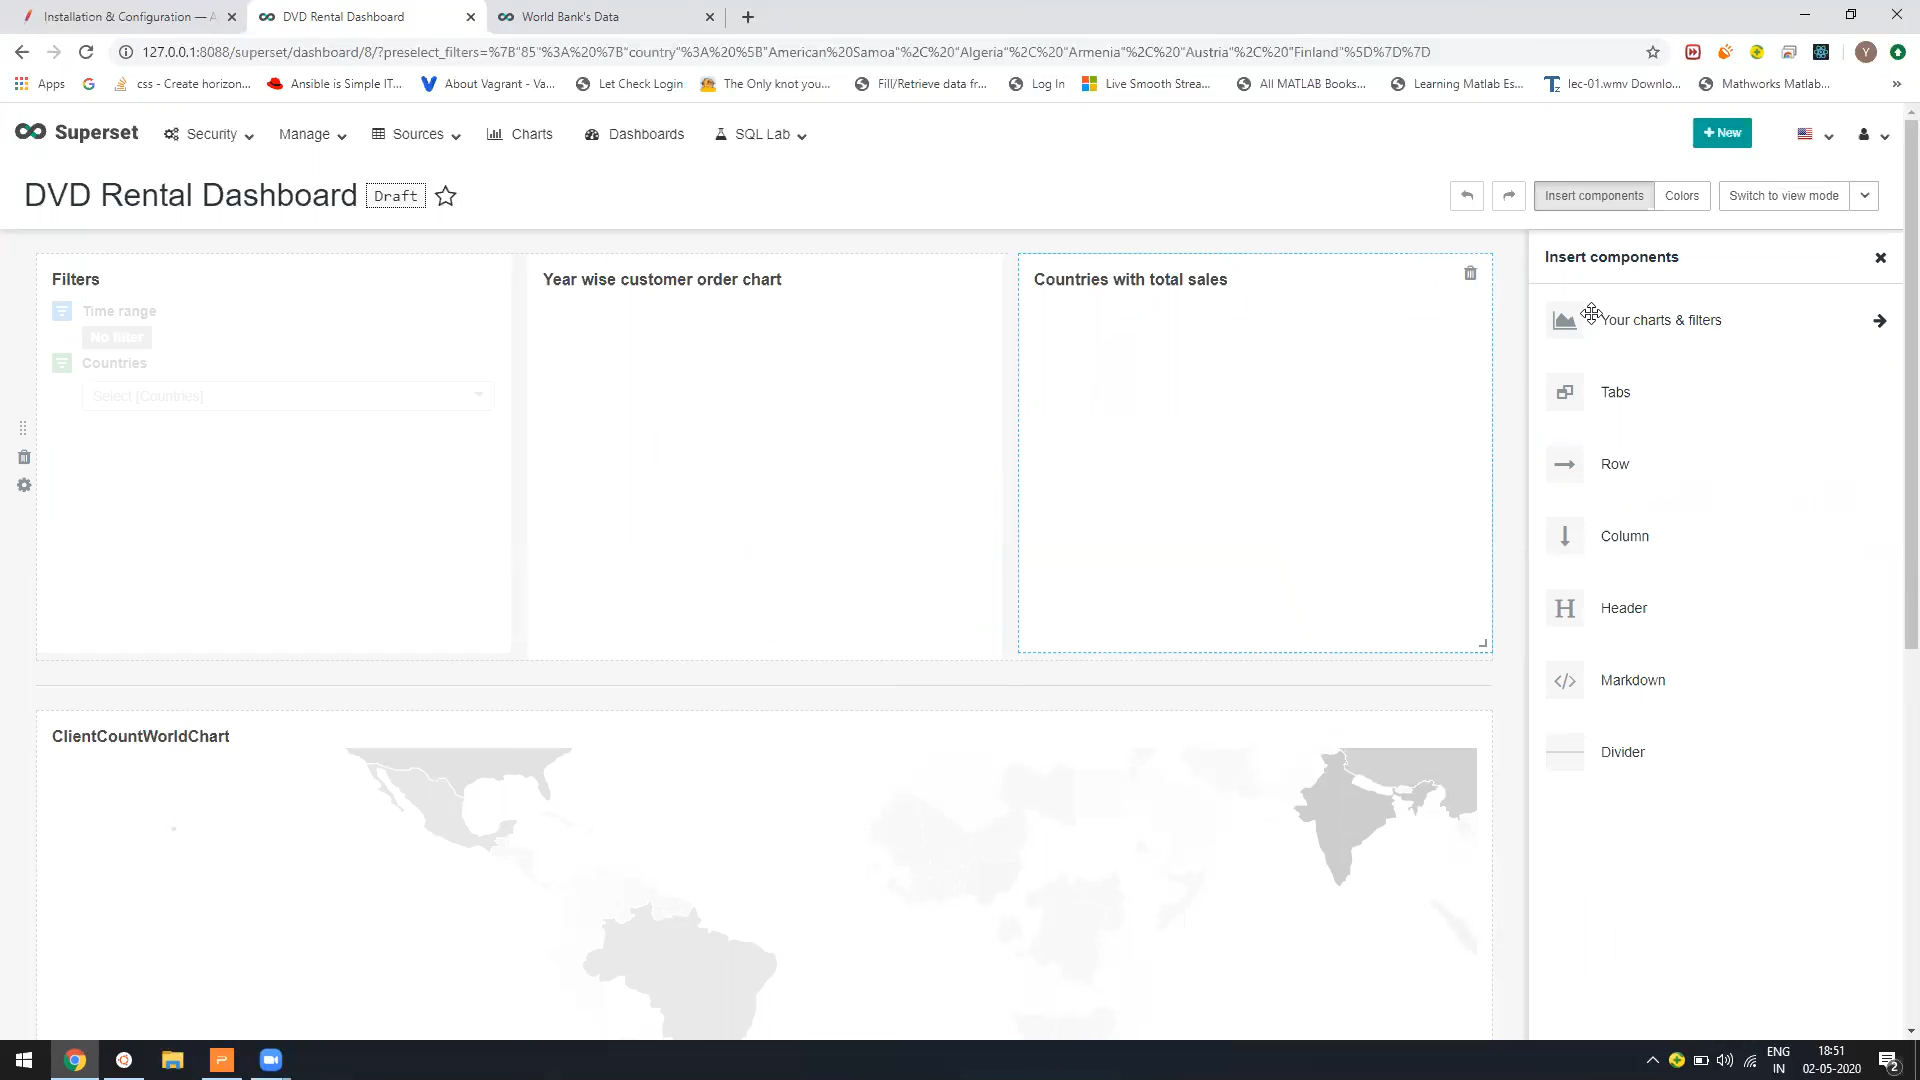 Installation & Configuration — A
DVD Rental Dashboard
World Bank's Data
127.0.0.1:8088/superset/dashboard/8/?preselect_filters=%7B"85"%3A%20%7B"country"%3A%20%5B"American%20Samoa"%2C%20"Algeria"%2C%20"Armenia"%2C%20"Austria"%2C%20"Finland"%5D%7D%7D
Y
Apps
css - Create horizon...
Ansible is Simple IT...
About Vagrant - Va...
Let Check Login
The Only knot you...
Fill/Retrieve data fr...
Log In
Live Smooth Strea...
All MATLAB Books...
Learning Matlab Es...
lec-01.wmv Downlo...
Mathworks Matlab...
»
Superset
Security
Manage
Sources
Charts
Dashboards
SQL Lab
+ New
DVD Rental Dashboard
Draft
Insert components
Colors
Switch to view mode
Filters
Time range
No filter
Countries
Select [Countries]
Year wise customer order chart
Countries with total sales
ClientCountWorldChart
Insert components
Your charts & filters
Tabs
Row
Column
H Header
</> Markdown
Divider
ENG
IN
18:51
02-05-2020
2